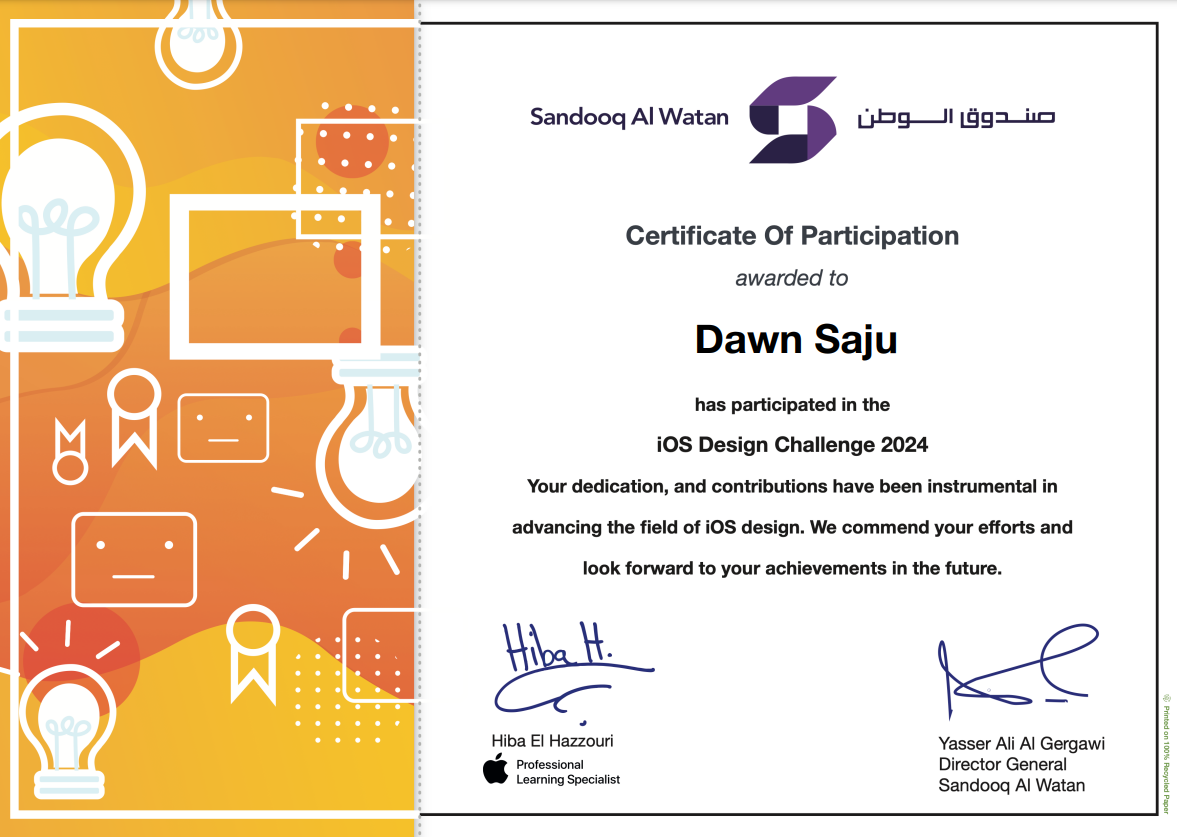 Sandooq Al Watan
صندوق الوطن
Certificate Of Participation
awarded to
Dawn Saju
has participated in the
iOS Design Challenge 2024
Your dedication, and contributions have been instrumental in
advancing the field of iOS design. We commend your efforts and
look forward to your achievements in the future.
Hiba H.
Hiba El Hazzouri
Professional
Learning Specialist
Yasser Ali Al Gergawi
Director General
Sandooq Al Watan
Printed on 100% Recycled Paper